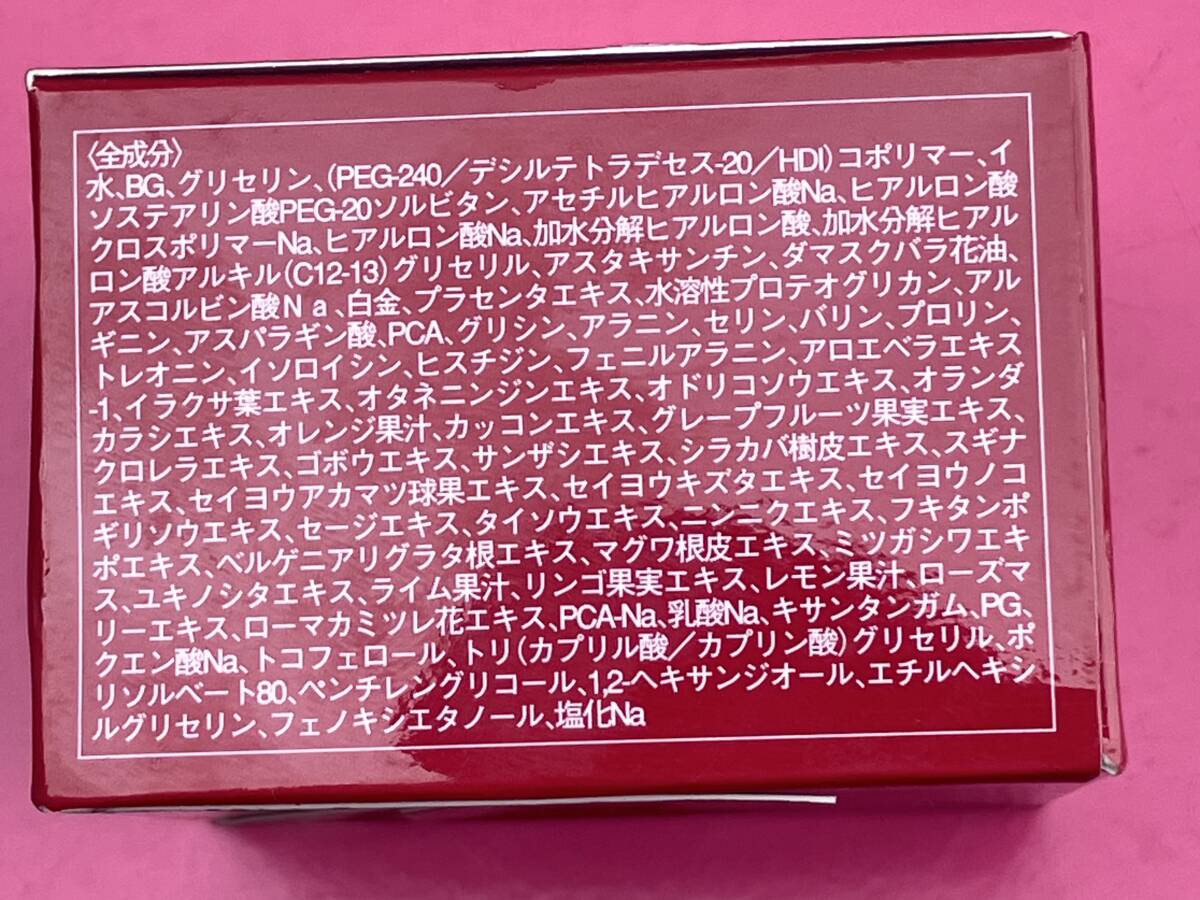 〈全成分〉
水、BG、グリセリン、(PEG-240／デシルテトラデセス-20／HDI)コポリマー、イ
ソステアリン酸PEG-20ソルビタン、アセチルヒアルロン酸Na、ヒアルロン酸
クロスポリマーNa、ヒアルロン酸Na、加水分解ヒアルロン酸、加水分解ヒアル
ロン酸アルキル(C12-13)グリセリル、アスタキサンチン、ダマスクバラ花油、
アスコルビン酸Ｎａ、白金、プラセンタエキス、水溶性プロテオグリカン、アル
ギニン、アスパラギン酸、PCA、グリシン、アラニン、セリン、バリン、プロリン、
トレオニン、イソロイシン、ヒスチジン、フェニルアラニン、アロエベラエキス
-1、イラクサ葉エキス、オタネニンジンエキス、オドリコソウエキス、オランダ
カラシエキス、オレンジ果汁、カッコンエキス、グレープフルーツ果実エキス、
クロレラエキス、ゴボウエキス、サンザシエキス、シラカバ樹皮エキス、スギナ
エキス、セイヨウアカマツ球果エキス、セイヨウキズタエキス、セイヨウノコ
ギリソウエキス、セージエキス、タイソウエキス、ニンニクエキス、フキタンポ
ポエキス、ベルゲニアリグラタ根エキス、マグワ根皮エキス、ミツガシワエキ
ス、ユキノシタエキス、ライム果汁、リンゴ果実エキス、レモン果汁、ローズマ
リーエキス、ローマカミツレ花エキス、PCA-Na、乳酸Na、キサンタンガム、PG、
クエン酸Na、トコフェロール、トリ(カプリル酸／カプリン酸)グリセリル、ポ
リソルベート80、ペンチレングリコール、1,2-ヘキサンジオール、エチルヘキシ
ルグリセリン、フェノキシエタノール、塩化Na